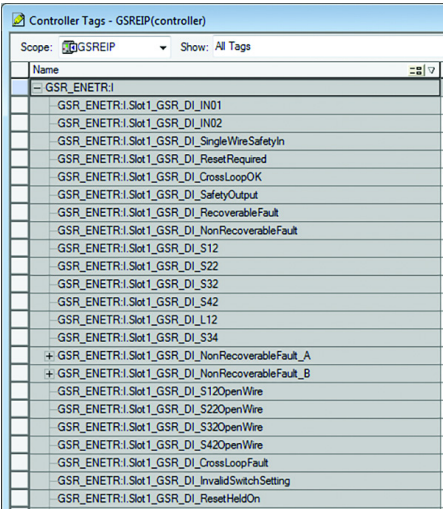 Controller Tags - GSREIP(controller)
Scope: GSREIP Show: All Tags
Name
GSR_ENETR:I
GSR_ENETR:I.Slot1_GSR_DI_IN01
GSR_ENETR:I.Slot1_GSR_DI_IN02
GSR_ENETR:I.Slot1_GSR_DI_SingleWireSafetyIn
GSR_ENETR:I.Slot1_GSR_DI_ResetRequired
GSR_ENETR:I.Slot1_GSR_DI_CrossLoopOK
GSR_ENETR:I.Slot1_GSR_DI_SafetyOutput
GSR_ENETR:I.Slot1_GSR_DI_RecoverableFault
GSR_ENETR:I.Slot1_GSR_DI_NonRecoverableFault
GSR_ENETR:I.Slot1_GSR_DI_S12
GSR_ENETR:I.Slot1_GSR_DI_S22
GSR_ENETR:I.Slot1_GSR_DI_S32
GSR_ENETR:I.Slot1_GSR_DI_S42
GSR_ENETR:I.Slot1_GSR_DI_L12
GSR_ENETR:I.Slot1_GSR_DI_S34
GSR_ENETR:I.Slot1_GSR_DI_NonRecoverableFault_A
GSR_ENETR:I.Slot1_GSR_DI_NonRecoverableFault_B
GSR_ENETR:I.Slot1_GSR_DI_S12OpenWire
GSR_ENETR:I.Slot1_GSR_DI_S22OpenWire
GSR_ENETR:I.Slot1_GSR_DI_S32OpenWire
GSR_ENETR:I.Slot1_GSR_DI_S42OpenWire
GSR_ENETR:I.Slot1_GSR_DI_CrossLoopFault
GSR_ENETR:I.Slot1_GSR_DI_InvalidSwitchSetting
GSR_ENETR:I.Slot1_GSR_DI_ResetHeldOn